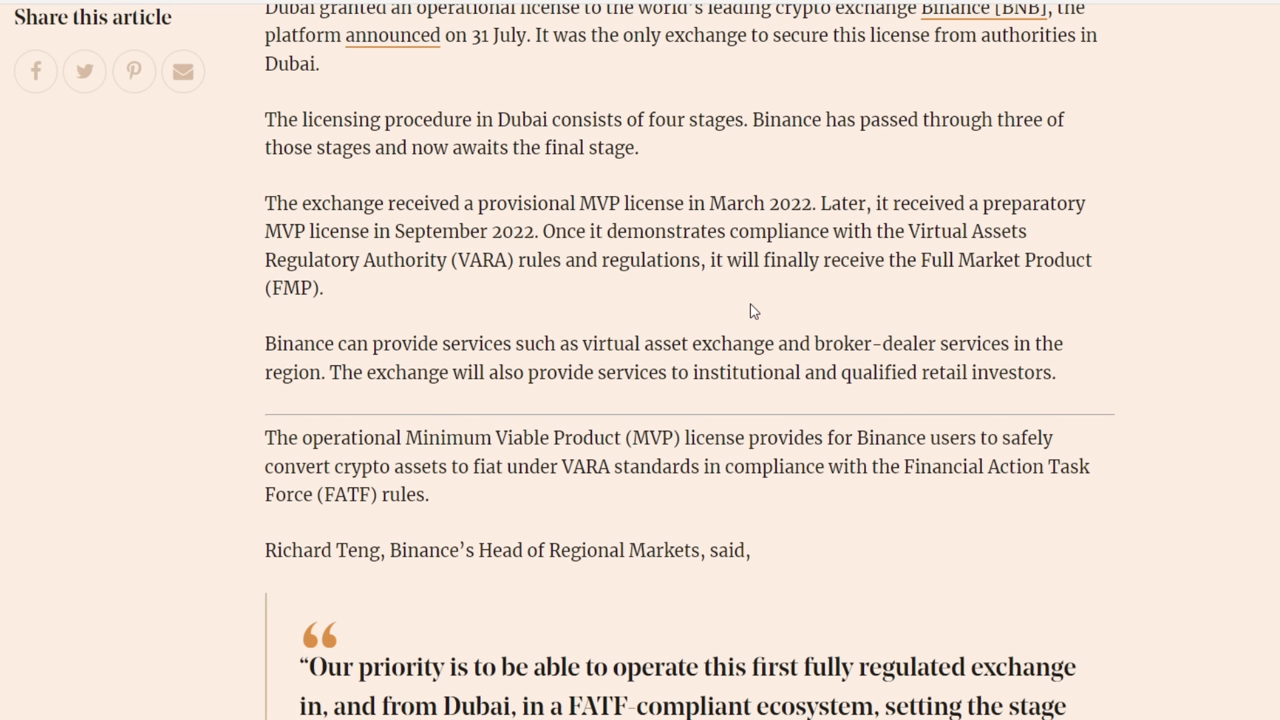 Share this article
Dubai granted an operational license to the world's leading crypto exchange Binance [BNB], the
platform announced on 31 July. It was the only exchange to secure this license from authorities in
Dubai.
The licensing procedure in Dubai consists of four stages. Binance has passed through three of
those stages and now awaits the final stage.
The exchange received a provisional MVP license in March 2022. Later, it received a preparatory
MVP license in September 2022. Once it demonstrates compliance with the Virtual Assets
Regulatory Authority (VARA) rules and regulations, it will finally receive the Full Market Product
(FMP).
Binance can provide services such as virtual asset exchange and broker-dealer services in the
region. The exchange will also provide services to institutional and qualified retail investors.
The operational Minimum Viable Product (MVP) license provides for Binance users to safely
convert crypto assets to fiat under VARA standards in compliance with the Financial Action Task
Force (FATF) rules.
Richard Teng, Binance’s Head of Regional Markets, said,
“Our priority is to be able to operate this first fully regulated exchange
in, and from Dubai, in a FATF-compliant ecosystem, setting the stage